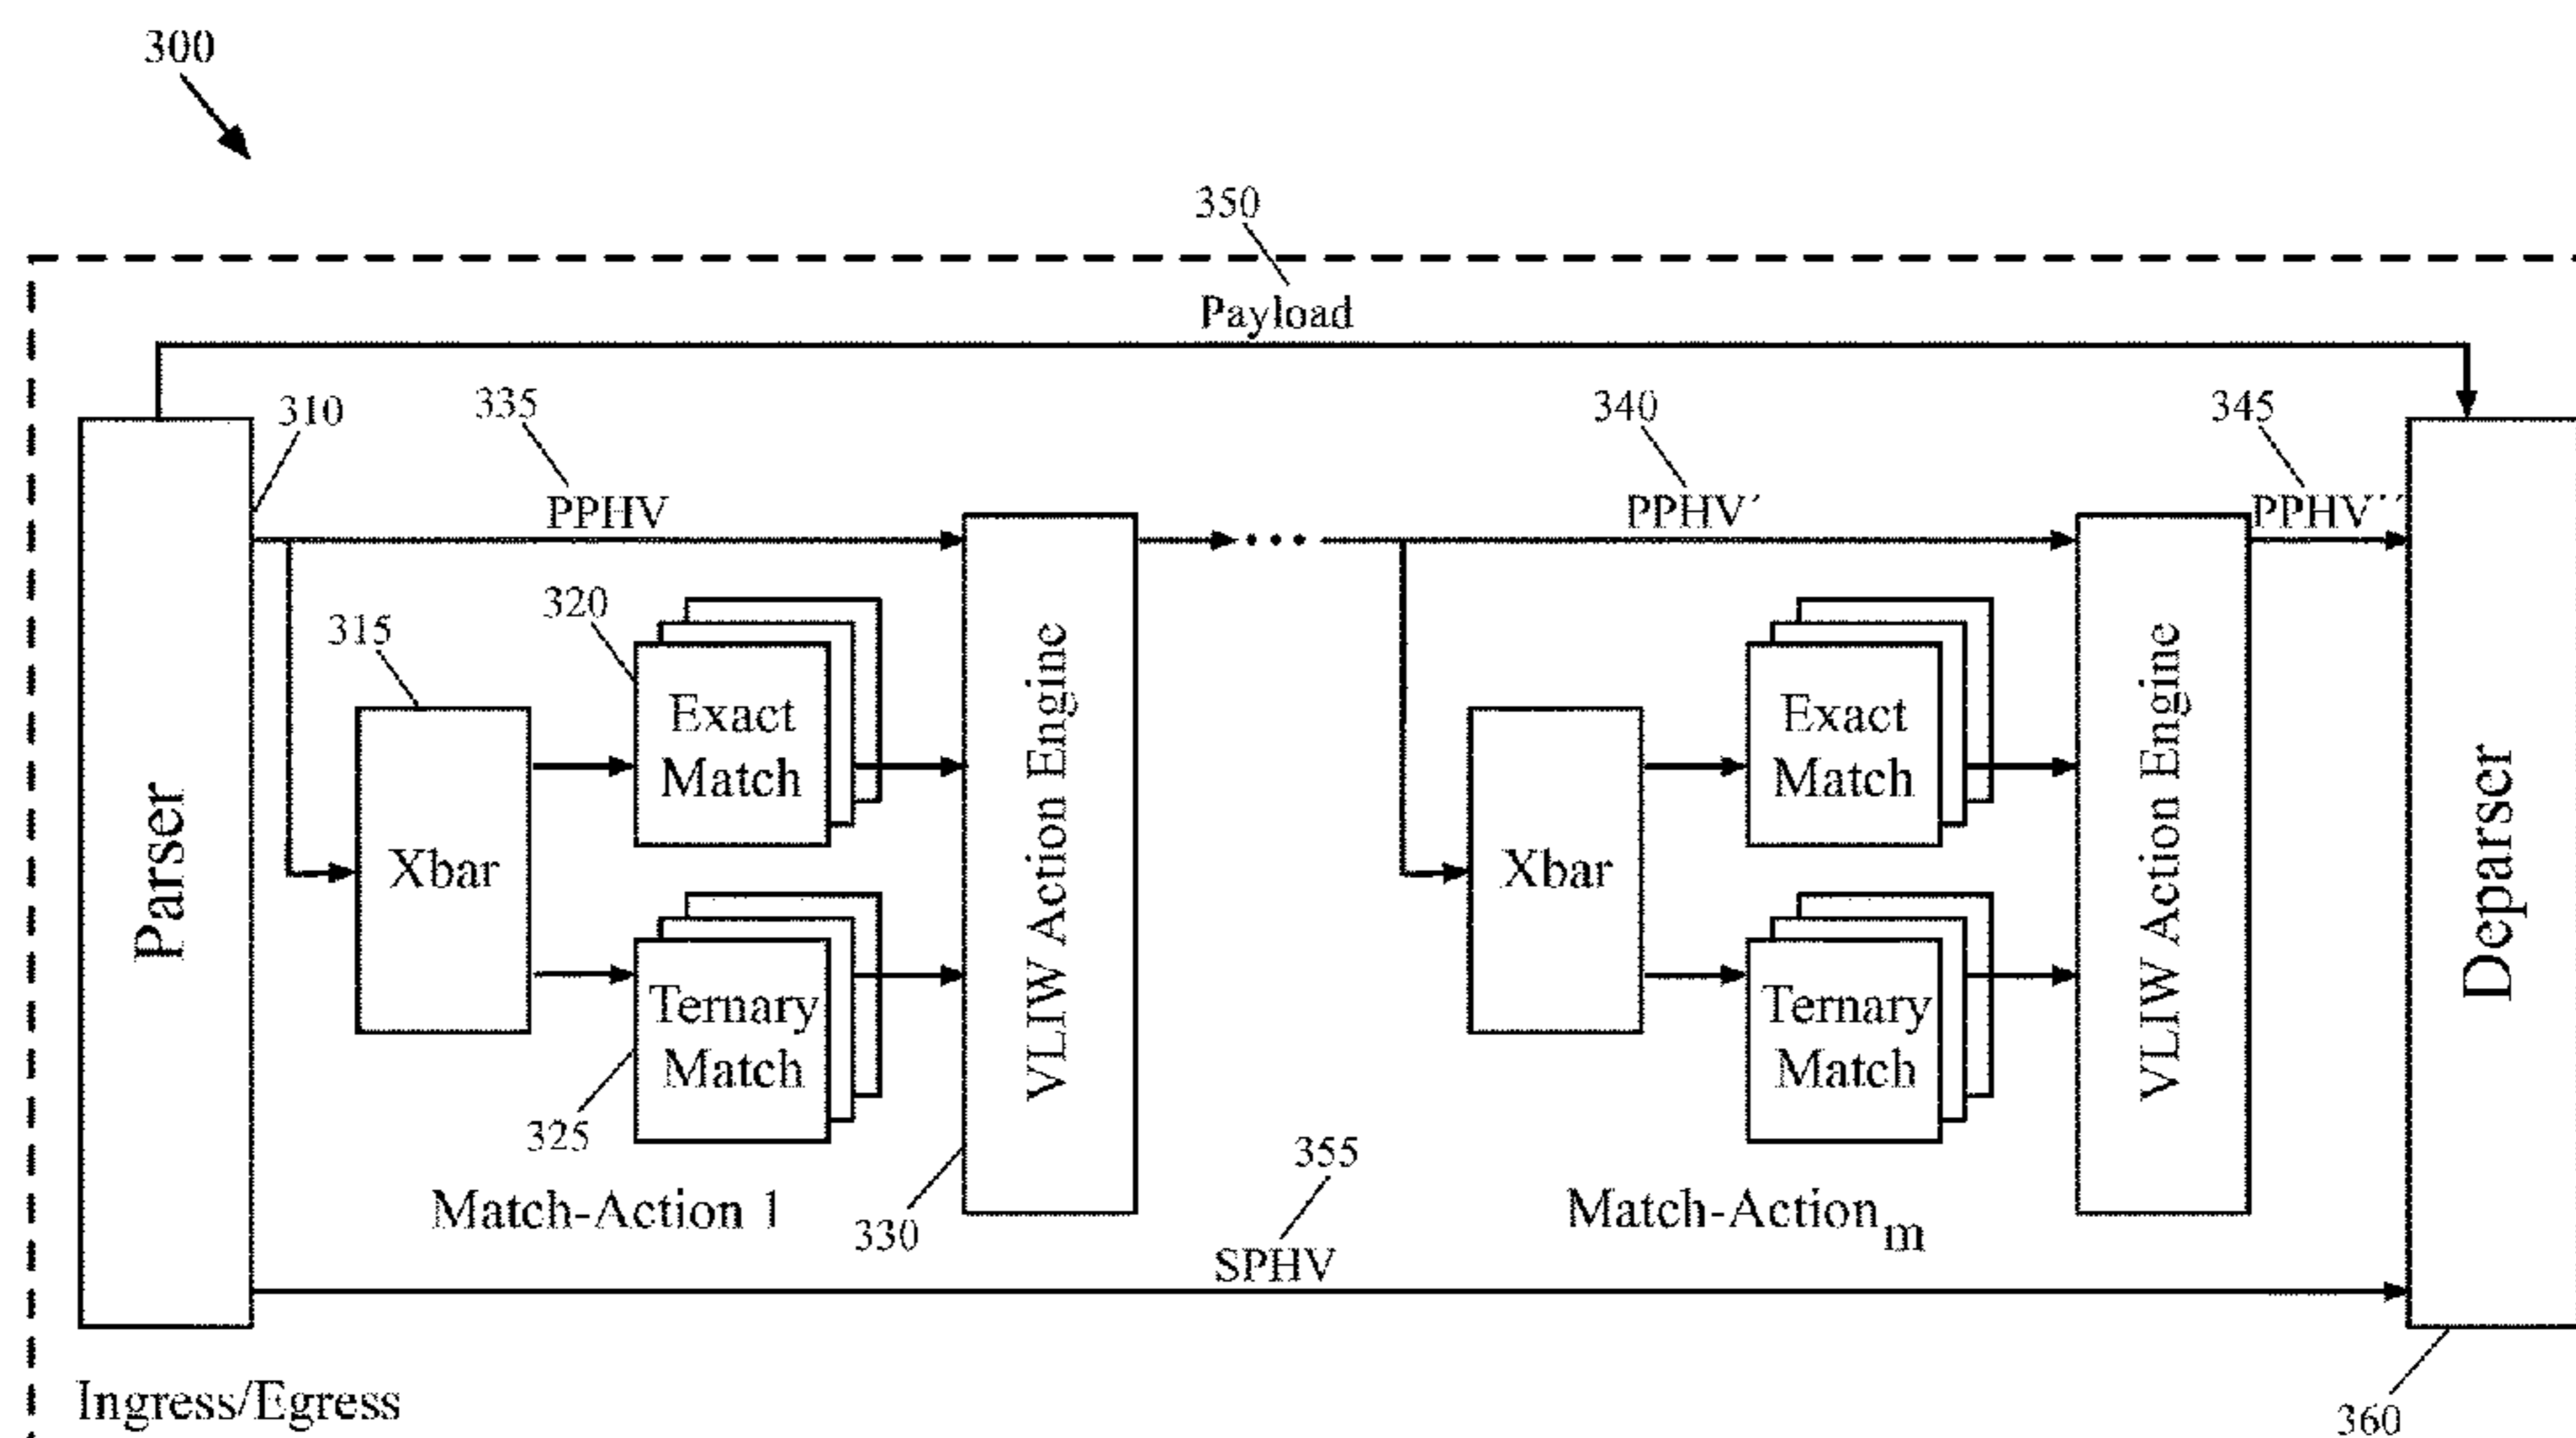 300
350
Payload
310
335
340
345
PPHV
PPHV´
PPHV´´
315
320
Exact
Match
Exact
Match
Parser
Xbar
VLIW Action Engine
Xbar
VLIW Action Engine
Deparser
Ternary
Match
Ternary
Match
325
355
Match-Action 1
330
Match-Action m
SPHV
Ingress/Egress
360